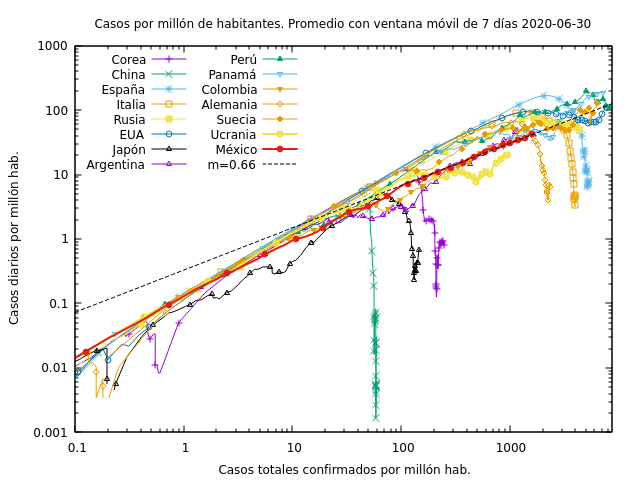 Casos por millón de habitantes. Promedio con ventana móvil de 7 días 2020-06-30
Casos diarios por millón hab.
1000
100
10
1
0.1
0.01
0.001
Corea
China
España
Italia
Rusia
EUA
Japón
Argentina
Perú
Panamá
Colombia
Alemania
Suecia
Ucrania
México
m=0.66
0.1 1 10 100 1000
Casos totales confirmados por millón hab.